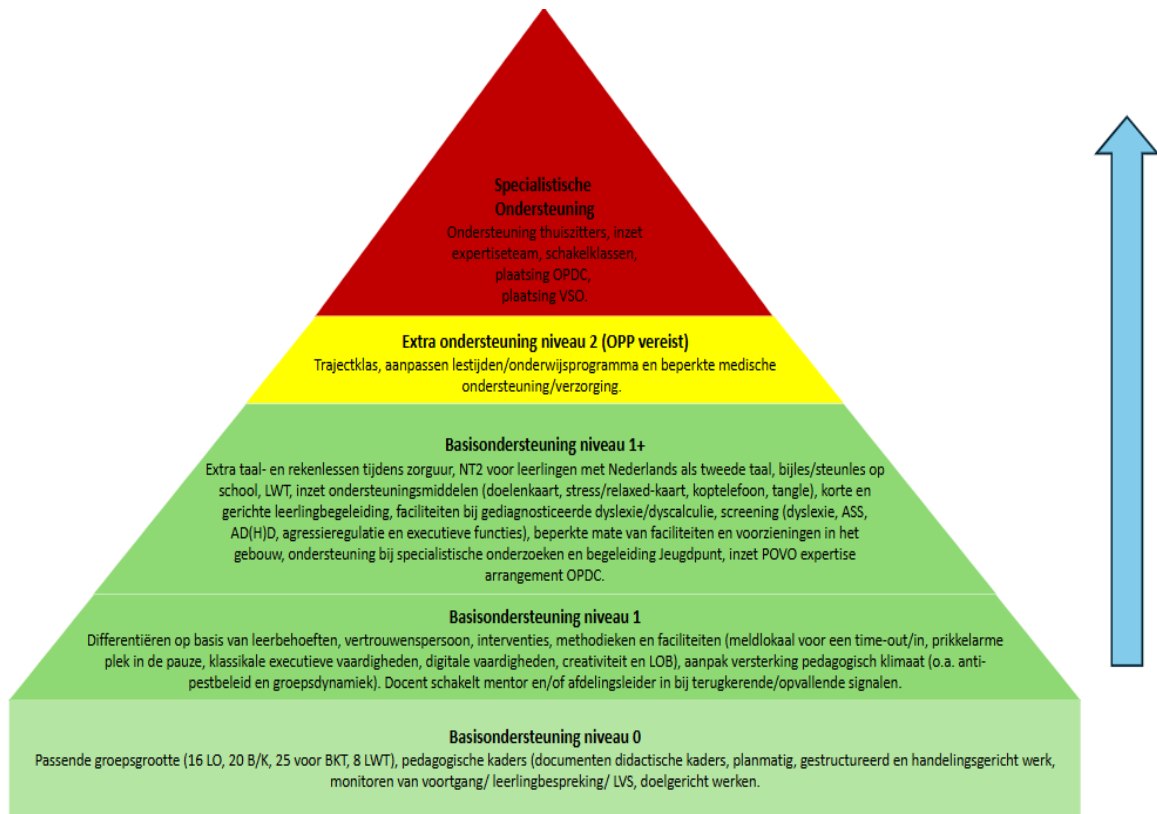 Specialistische
Ondersteuning
Ondersteuning thuiszitters, inzet
expertiseteam, schakelklassen,
plaatsing OPDC,
plaatsing VSO.
Extra ondersteuning niveau 2 (OPP vereist)
Trajectklas, aanpassen lestijden/onderwijsprogramma en beperkte medische
ondersteuning/verzorging.
Basisondersteuning niveau 1+
Extra taal- en rekenlessen tijdens zorguur, NT2 voor leerlingen met Nederlands als tweede taal, bijles/steunles op
school, LWT, inzet ondersteuningsmiddelen (doelenkaart, stress/relaxed-kaart, koptelefoon, tangle), korte en
gerichte leerlingbegeleiding, faciliteiten bij gediagnosticeerde dyslexie/dyscalculie, screening (dyslexie, ASS,
AD(H)D, agressieregulatie en executieve functies), beperkte mate van faciliteiten en voorzieningen in het
gebouw, ondersteuning bij specialistische onderzoeken en begeleiding Jeugdpunt, inzet POVO expertise
arrangement OPDC.
Basisondersteuning niveau 1
Differentiëren op basis van leerbehoeften, vertrouwenspersoon, interventies, methodieken en faciliteiten (meldlokaal voor een time-out/in, prikkelarme
plek in de pauze, klassikale executieve vaardigheden, digitale vaardigheden, creativiteit en LOB), aanpak versterking pedagogisch klimaat (o.a. anti-
pestbeleid en groepsdynamiek). Docent schakelt mentor en/of afdelingsleider in bij terugkerende/opvallende signalen.
Basisondersteuning niveau 0
Passende groepsgrootte (16 LO, 20 B/K, 25 voor BKT, 8 LWT), pedagogische kaders (documenten didactische kaders, planmatig, gestructureerd en handelingsgericht werk,
monitoren van voortgang/ leerlingbespreking/ LVS, doelgericht werken.